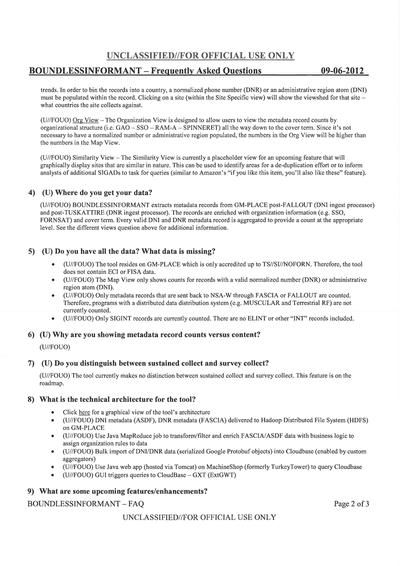 UNCLASSIFIED//FOR OFFICIAL USE ONLY
BOUNDLESSINFORMANT – Frequently Asked Questions 09-06-2012
trends. In order to bin the records into a country, a normalized phone number (DNR) or an administrative region atom (DNI)
must be populated within the record. Clicking on a site (within the Site Specific view) will show the viewshed for that site –
what countries the site collects against.
(U//FOUO) Org View – The Organization View is designed to allow users to view the metadata record counts by
organizational structure (i.e. GAO – SSO – RAM-A – SPINNERET) all the way down to the cover term. Since it's not
necessary to have a normalized number or administrative region populated, the numbers in the Org View will be higher than
the numbers in the Map View.
(U//FOUO) Similarity View – The Similarity View is currently a placeholder view for an upcoming feature that will
graphically display sites that are similar in nature. This can be used to identify areas for a de-duplication effort or to inform
analysts of additional SIGADs to task for queries (similar to Amazon's "if you like this item, you'll also like these" feature).
4) (U) Where do you get your data?
(U//FOUO) BOUNDLESSINFORMANT extracts metadata records from GM-PLACE post-FALLOUT (DNI ingest processor)
and post-TUSKATTIRE (DNR ingest processor). The records are enriched with organization information (e.g. SSO,
FORNSAT) and cover term. Every valid DNI and DNR metadata record is aggregated to provide a count at the appropriate
level. See the different views question above for additional information.
5) (U) Do you have all the data? What data is missing?
• (U//FOUO) The tool resides on GM-PLACE which is only accredited up to TS//SI//NOFORN. Therefore, the tool
does not contain ECI or FISA data.
• (U//FOUO) The Map View only shows counts for records with a valid normalized number (DNR) or administrative
region atom (DNI).
• (U//FOUO) Only metadata records that are sent back to NSA-W through FASCIA or FALLOUT are counted.
Therefore, programs with a distributed data distribution system (e.g. MUSCULAR and Terrestrial RF) are not
currently counted.
• (U//FOUO) Only SIGINT records are currently counted. There are no ELINT or other "INT" records included.
6) (U) Why are you showing metadata record counts versus content?
(U//FOUO)
7) (U) Do you distinguish between sustained collect and survey collect?
(U//FOUO) The tool currently makes no distinction between sustained collect and survey collect. This feature is on the
roadmap.
8) What is the technical architecture for the tool?
• Click here for a graphical view of the tool's architecture
• (U//FOUO) DNI metadata (ASDF), DNR metadata (FASCIA) delivered to Hadoop Distributed File System (HDFS)
on GM-PLACE
• (U//FOUO) Use Java MapReduce job to transform/filter and enrich FASCIA/ASDF data with business logic to
assign organization rules to data
• (U//FOUO) Bulk import of DNI/DNR data (serialized Google Protobuf objects) into Cloudbase (enabled by custom
aggregators)
• (U//FOUO) Use Java web app (hosted via Tomcat) on MachineShop (formerly TurkeyTower) to query Cloudbase
• (U//FOUO) GUI triggers queries to CloudBase – GXT (ExtGWT)
9) What are some upcoming features/enhancements?
BOUNDLESSINFORMANT – FAQ Page 2 of 3
UNCLASSIFIED//FOR OFFICIAL USE ONLY